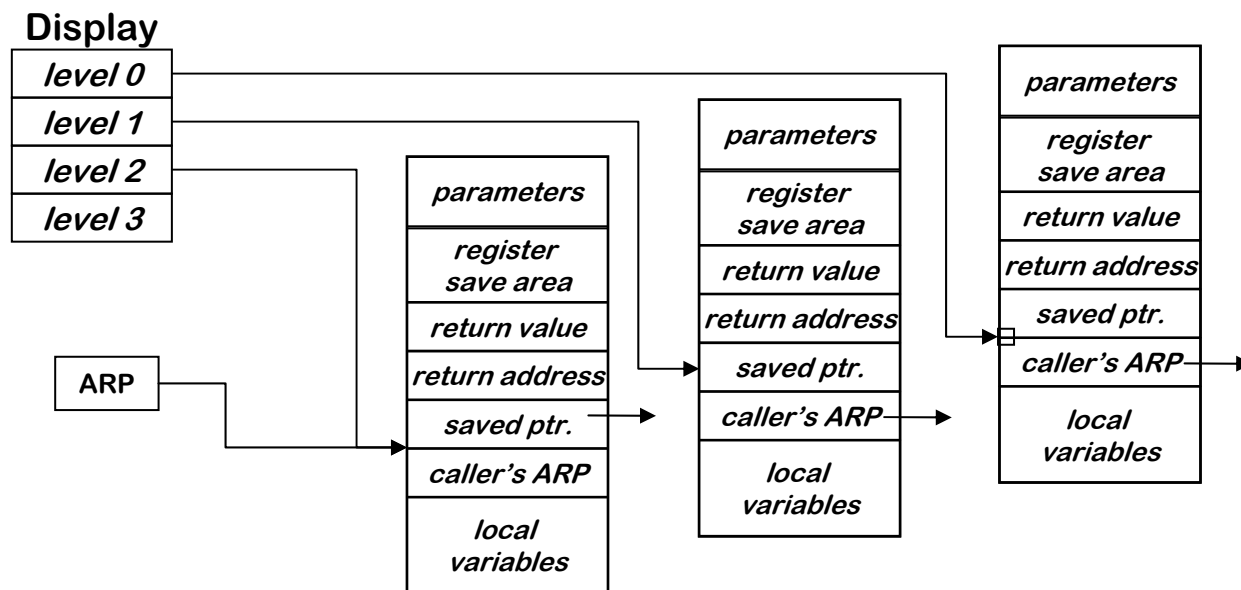 Display
level 0
level 1
level 2
level 3
ARP
parameters
register
save area
return value
return address
saved ptr.
caller's ARP
local
variables
parameters
register
save area
return value
return address
saved ptr.
caller's ARP
local
variables
parameters
register
save area
return value
return address
saved ptr.
caller's ARP
local
variables